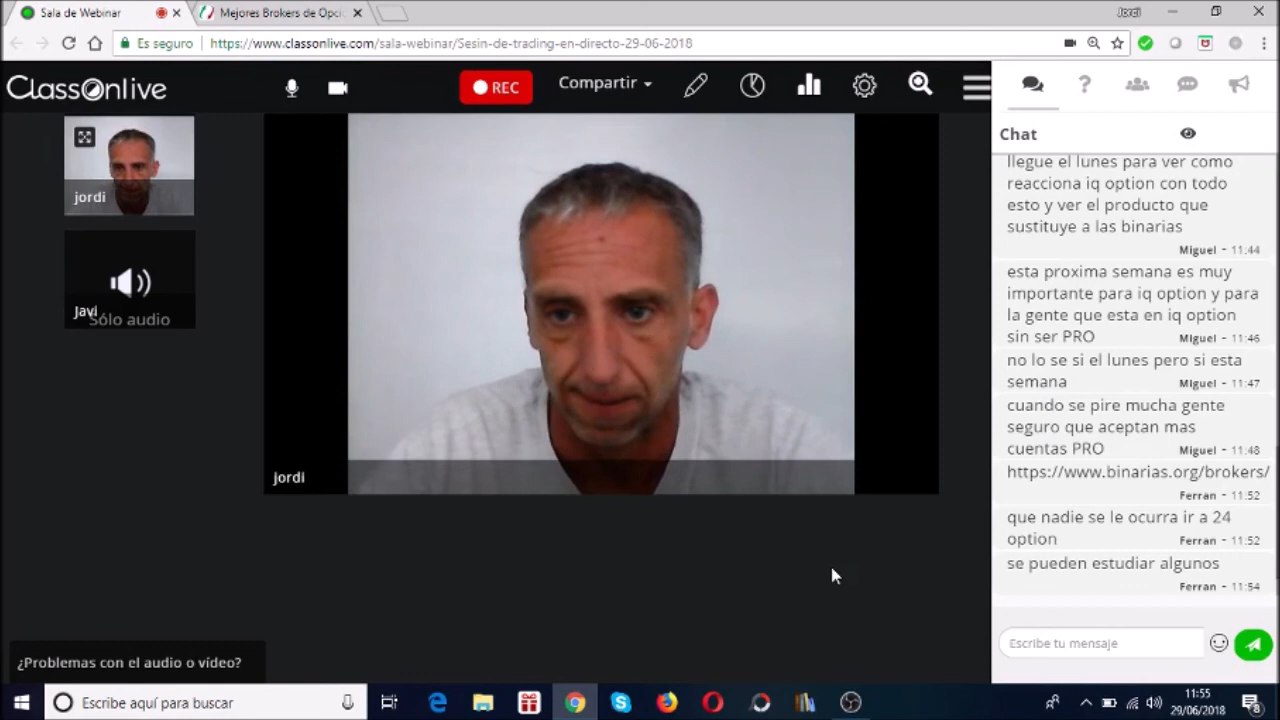 Sala de Webinar
Mejores Brokers de Opci
Jordi
Es seguro
https://www.classonlive.com/sala-webinar/Sesin-de-trading-en-directo-29-06-2018
ClassOnlive
REC
Compartir
jordi
Javi
Sólo audio
jordi
¿Problemas con el audio o vídeo?
Chat
llegue el lunes para ver como
reacciona iq option con todo
esto y ver el producto que
sustituye a las binarias
Miguel - 11:44
esta proxima semana es muy
importante para iq option y para
la gente que esta en iq option
sin ser PRO
Miguel - 11:46
no lo se si el lunes pero si esta
semana
Miguel - 11:47
cuando se pire mucha gente
seguro que aceptan mas
cuentas PRO
Miguel - 11:48
https://www.binarias.org/brokers/
Ferran - 11:52
que nadie se le ocurra ir a 24
option
Ferran - 11:52
se pueden estudiar algunos
Ferran - 11:54
Escribe tu mensaje
Escribe aquí para buscar
11:55
29/06/2018
8